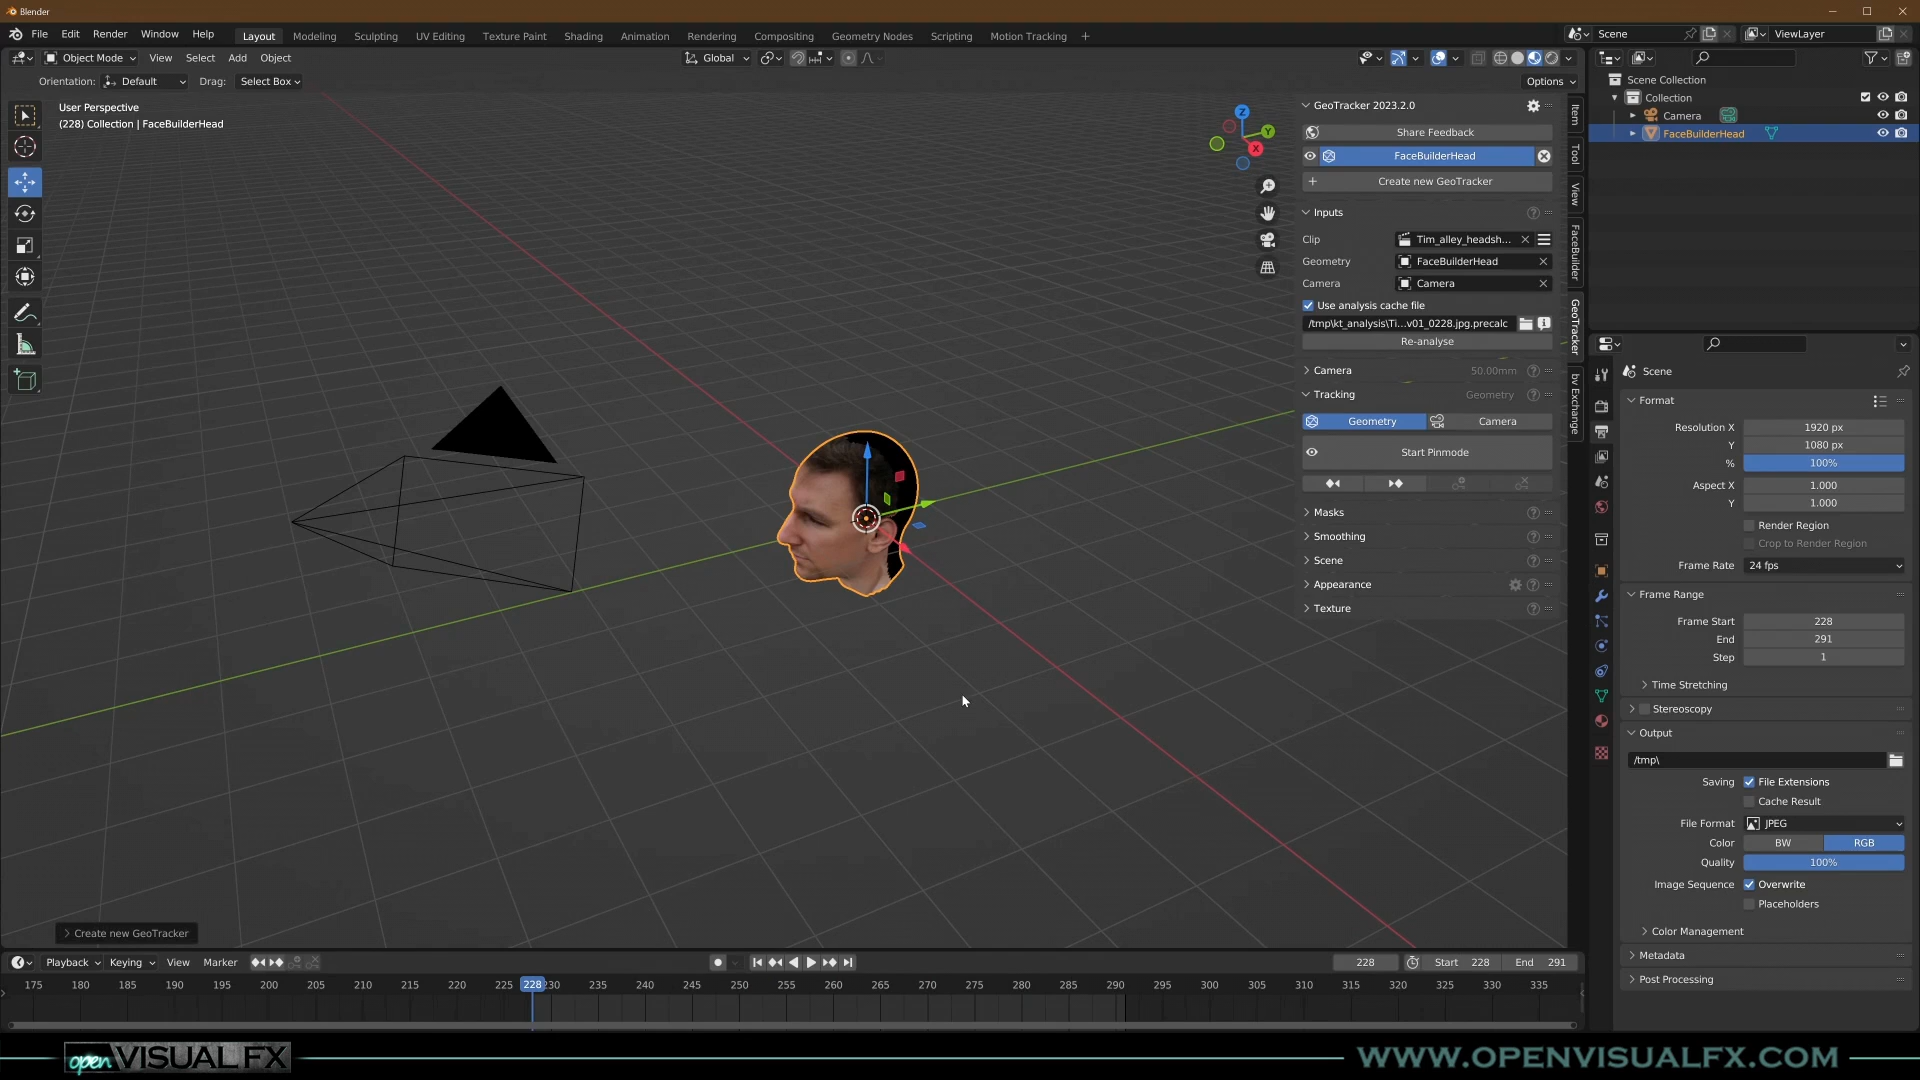 Blender
File Edit Render Window Help Layout Modeling Sculpting UV Editing Texture Paint Shading Animation Rendering Compositing Geometry Nodes Scripting Motion Tracking + Scene ViewLayer
Object Mode View Select Add Object Global
Orientation: Default Drag: Select Box Options
User Perspective
(228) Collection | FaceBuilderHead
Z
Y
X
GeoTracker 2023.2.0
Share Feedback
FaceBuilderHead
+ Create new GeoTracker
Inputs
Clip Tim_alley_headsh...
Geometry FaceBuilderHead
Camera Camera
Use analysis cache file
/tmp\kt_analysis\Ti...v01_0228.jpg.precalc
Re-analyse
Camera 50.00mm
Tracking Geometry
Geometry Camera
Start Pinmode
Masks
Smoothing
Scene
Appearance
Texture
Item
Tool
View
FaceBuilder
GeoTracker
bv Exchange
Scene Collection
Collection
Camera
FaceBuilderHead
Scene
Format
Resolution X 1920 px
Y 1080 px
% 100%
Aspect X 1.000
Y 1.000
Render Region
Crop to Render Region
Frame Rate 24 fps
Frame Range
Frame Start 228
End 291
Step 1
Time Stretching
Stereoscopy
Output
/tmp\
Saving File Extensions
Cache Result
File Format JPEG
Color BW RGB
Quality 100%
Image Sequence Overwrite
Placeholders
Color Management
Metadata
Post Processing
Create new GeoTracker
Playback Keying View Marker 228 Start 228 End 291
175 180 185 190 195 200 205 210 215 220 225 228 230 235 240 245 250 255 260 265 270 275 280 285 290 295 300 305 310 315 320 325 330 335
open VISUALFX
WWW.OPENVISUALFX.COM